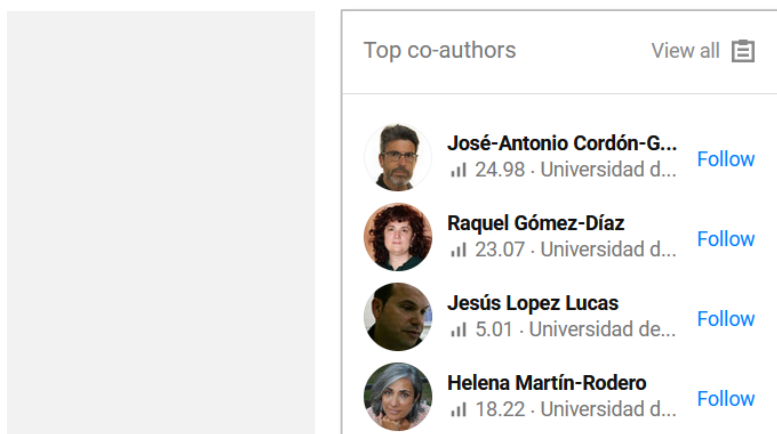 Top co-authors View all
José-Antonio Cordón-G...
24.98 · Universidad d...
Follow
Raquel Gómez-Díaz
23.07 · Universidad d...
Follow
Jesús Lopez Lucas
5.01 · Universidad de...
Follow
Helena Martín-Rodero
18.22 · Universidad d...
Follow